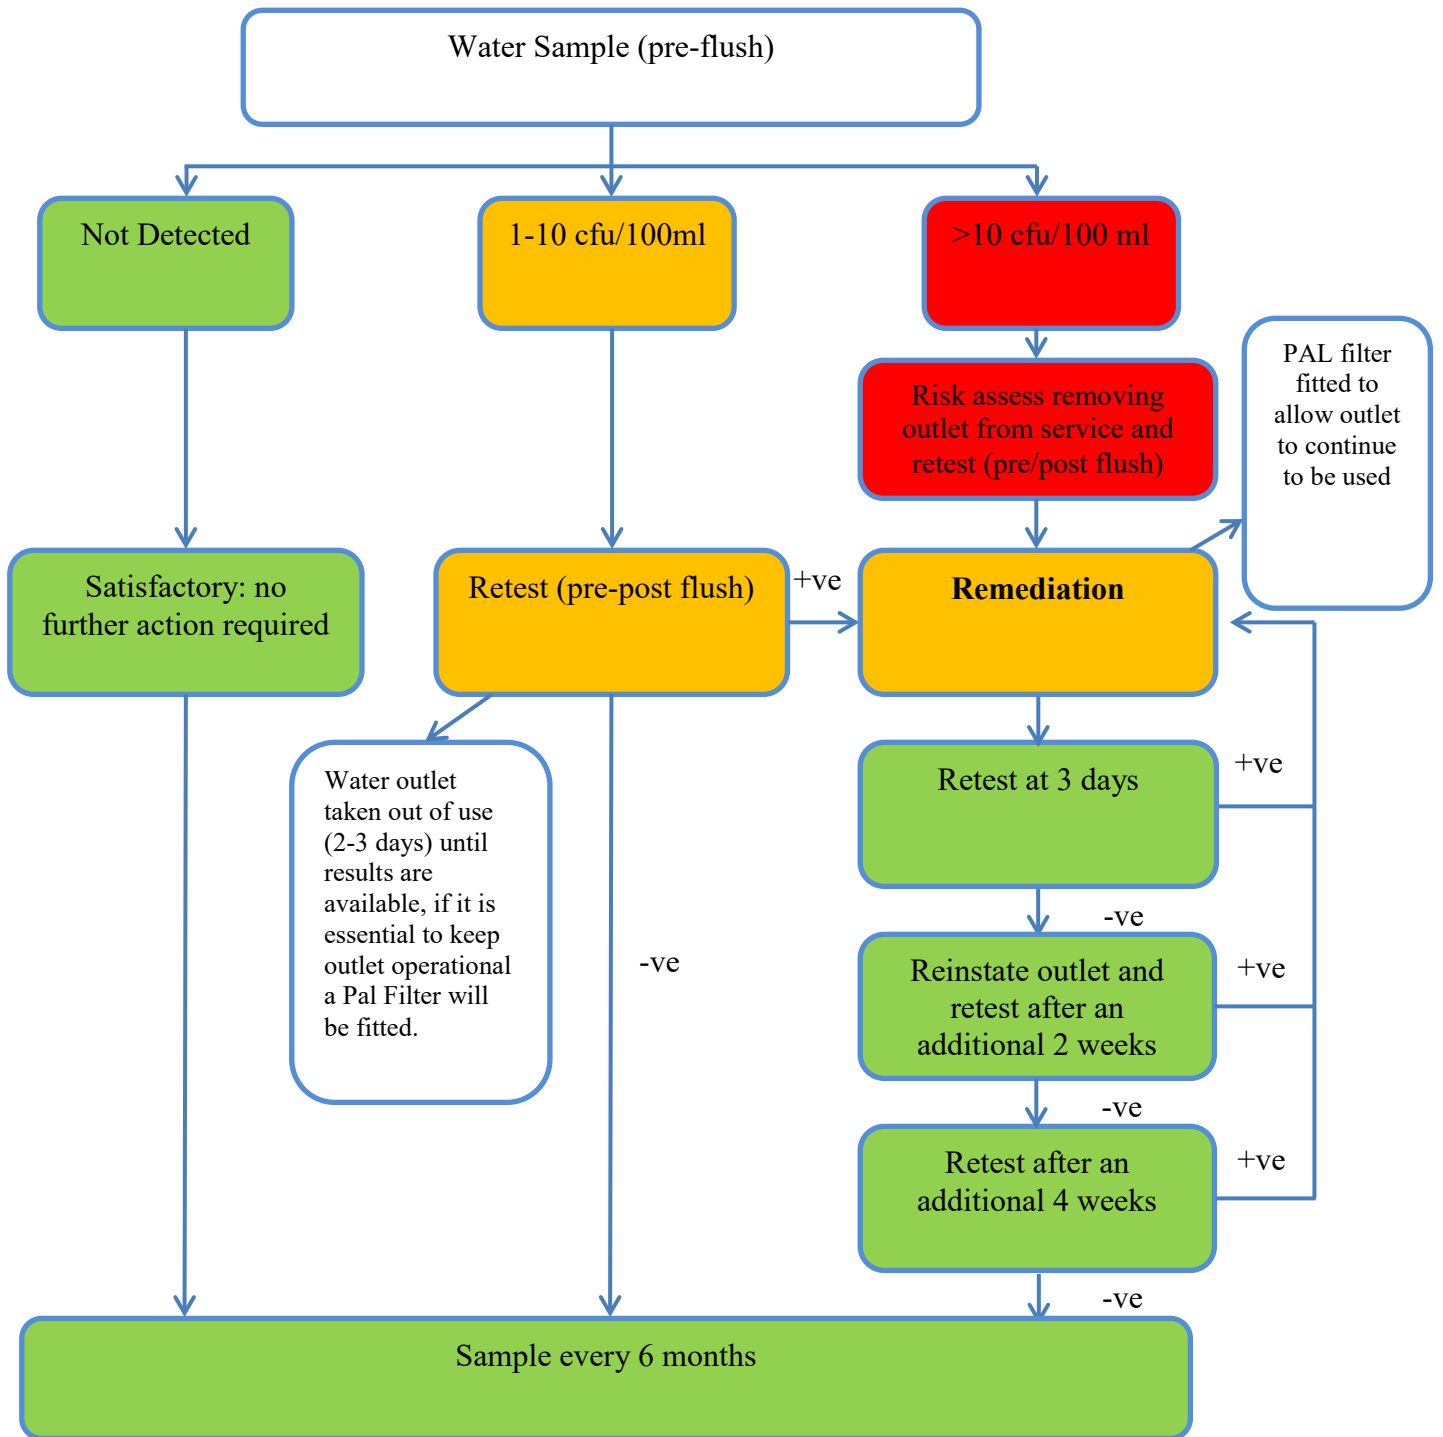 Water Sample (pre-flush)
Not Detected
1-10 cfu/100ml
>10 cfu/100 ml
Risk assess removing
outlet from service and
retest (pre/post flush)
PAL filter
fitted to
allow outlet
to continue
to be used
Satisfactory: no
further action required
Retest (pre-post flush)
+ve
Remediation
Water outlet
taken out of use
(2-3 days) until
results are
available, if it is
essential to keep
outlet operational
a Pal Filter will
be fitted.
-ve
Retest at 3 days
+ve
-ve
Reinstate outlet and
retest after an
additional 2 weeks
+ve
-ve
Retest after an
additional 4 weeks
+ve
-ve
Sample every 6 months